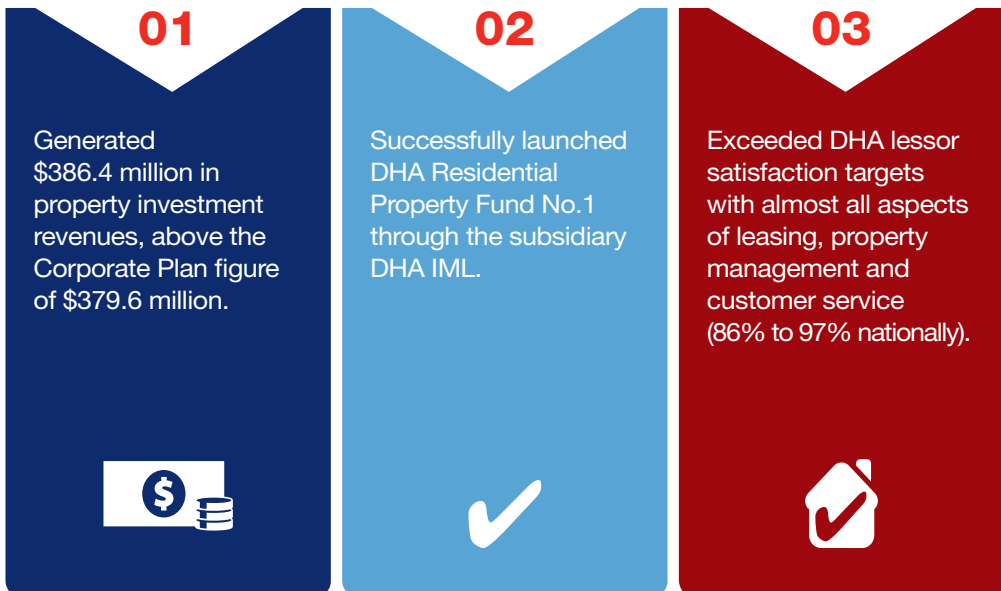 01
Generated
$386.4 million in
property investment
revenues, above the
Corporate Plan figure
of $379.6 million.
$
02
Successfully launched
DHA Residential
Property Fund No.1
through the subsidiary
DHA IML.
03
Exceeded DHA lessor
satisfaction targets
with almost all aspects
of leasing, property
management and
customer service
(86% to 97% nationally).